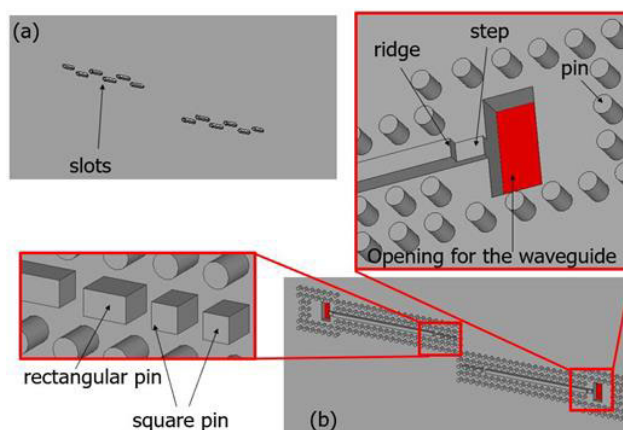 (a)
slots
ridge
step
pin
Opening for the waveguide
rectangular pin
square pin
(b)